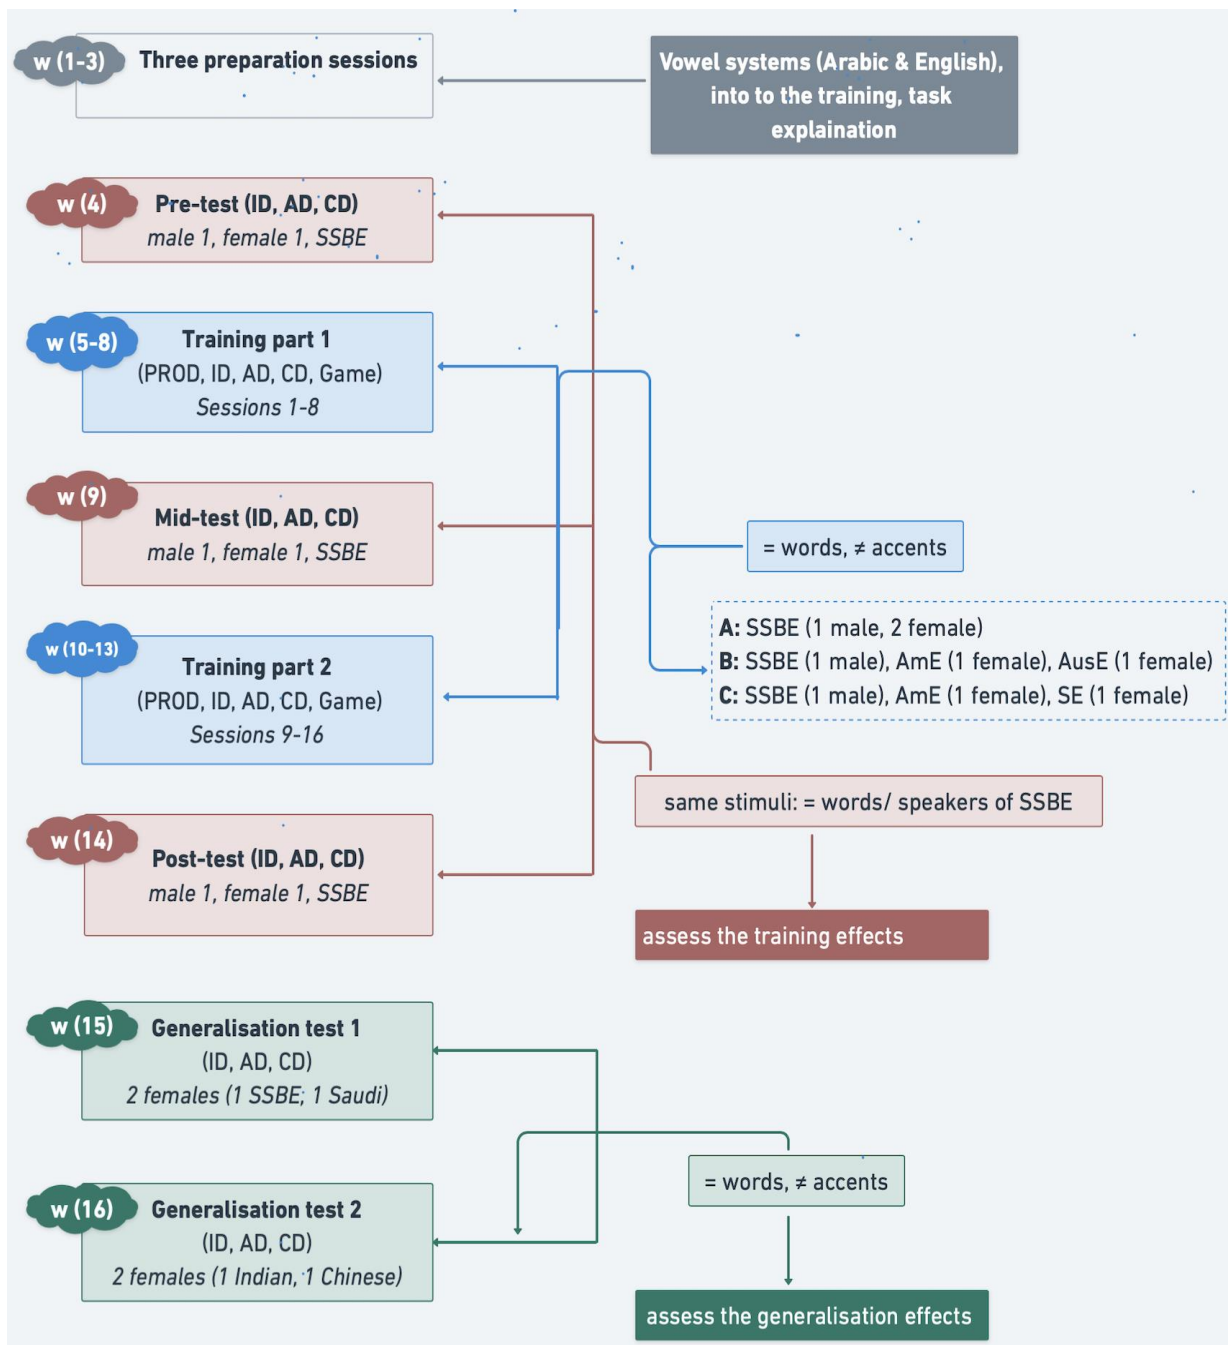 w (1-3)
Three preparation sessions
Vowel systems (Arabic & English),
into to the training, task
explaination
w (4)
Pre-test (ID, AD, CD)
male 1, female 1, SSBE
w (5-8)
Training part 1
(PROD, ID, AD, CD, Game)
Sessions 1-8
w (9)
Mid-test (ID, AD, CD)
male 1, female 1, SSBE
= words, ≠ accents
A: SSBE (1 male, 2 female)
B: SSBE (1 male), AmE (1 female), AusE (1 female)
C: SSBE (1 male), AmE (1 female), SE (1 female)
w (10-13)
Training part 2
(PROD, ID, AD, CD, Game)
Sessions 9-16
same stimuli: = words/ speakers of SSBE
w (14)
Post-test (ID, AD, CD)
male 1, female 1, SSBE
assess the training effects
w (15)
Generalisation test 1
(ID, AD, CD)
2 females (1 SSBE; 1 Saudi)
= words, ≠ accents
w (16)
Generalisation test 2
(ID, AD, CD)
2 females (1 Indian, 1 Chinese)
assess the generalisation effects